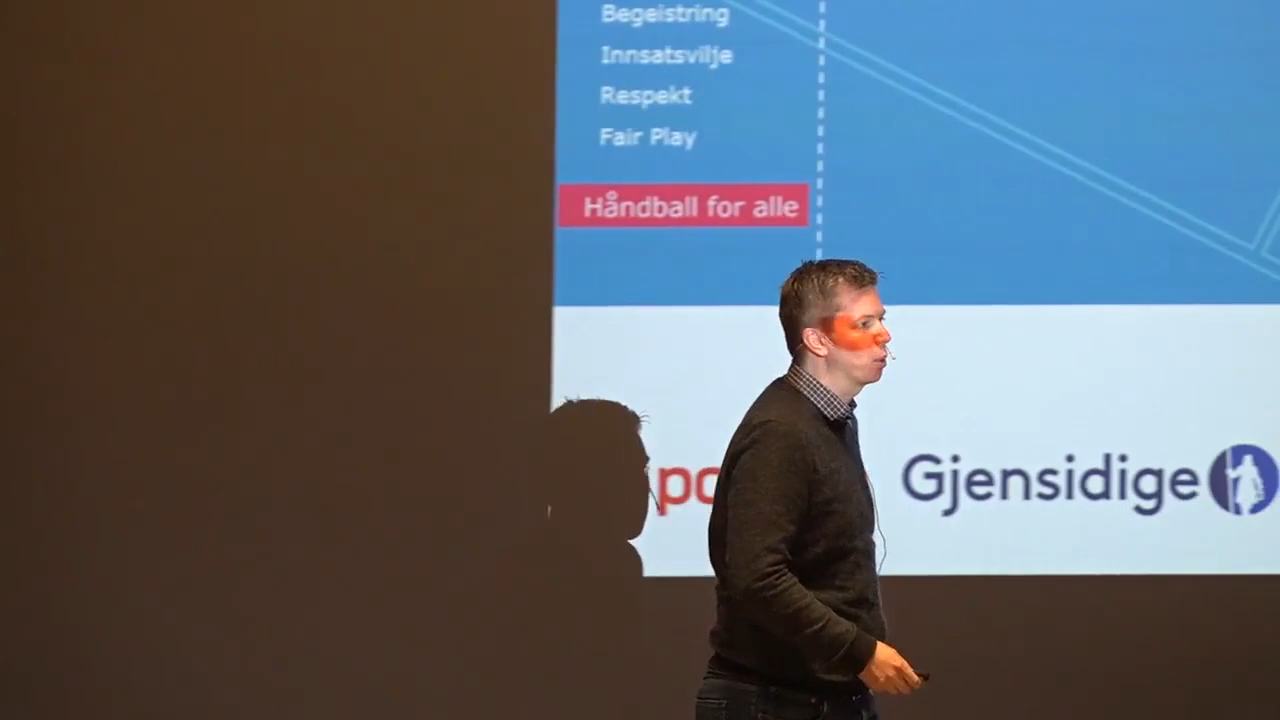 Begeistring
Innsatsvilje
Respekt
Fair Play
Håndball for alle
Gjensidige